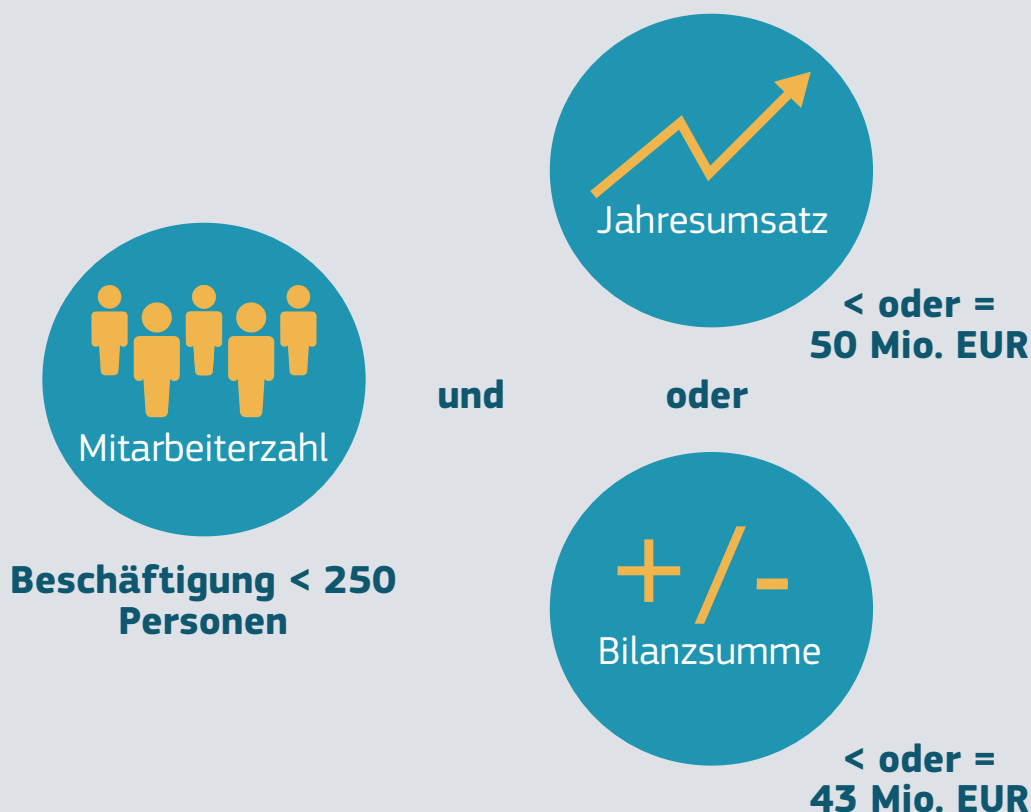 Mitarbeiterzahl
Beschäftigung < 250
Personen
und
Jahresumsatz
< oder =
50 Mio. EUR
oder
+/-
Bilanzsumme
< oder =
43 Mio. EUR